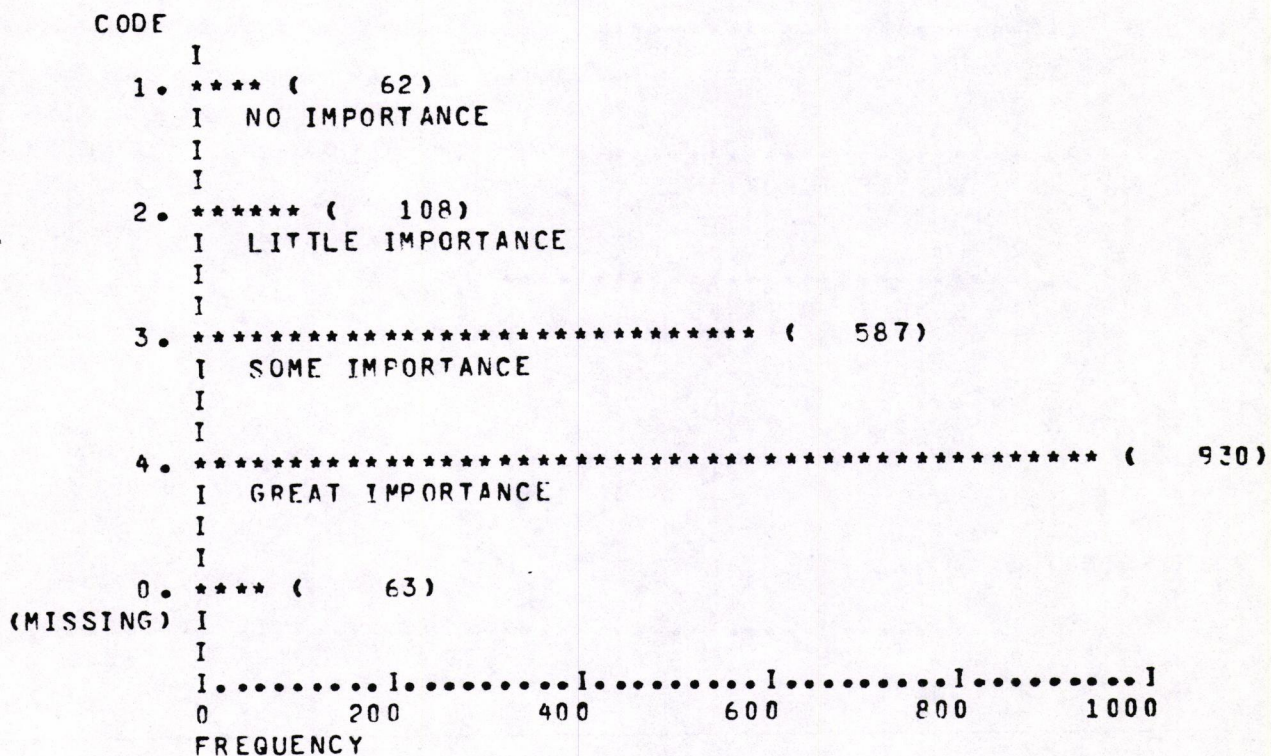 CODE
I
1. **** ( 62)
I NO IMPORTANCE
I
I
2. ****** ( 108)
I LITTLE IMPORTANCE
I
I
3. ****************************** ( 587)
I SOME IMPORTANCE
I
I
4. ************************************************ ( 930)
I GREAT IMPORTANCE
I
I
0. **** ( 63)
(MISSING) I
I
I.........I.........I.........I.........I.........I
0 200 400 600 800 1000
FREQUENCY